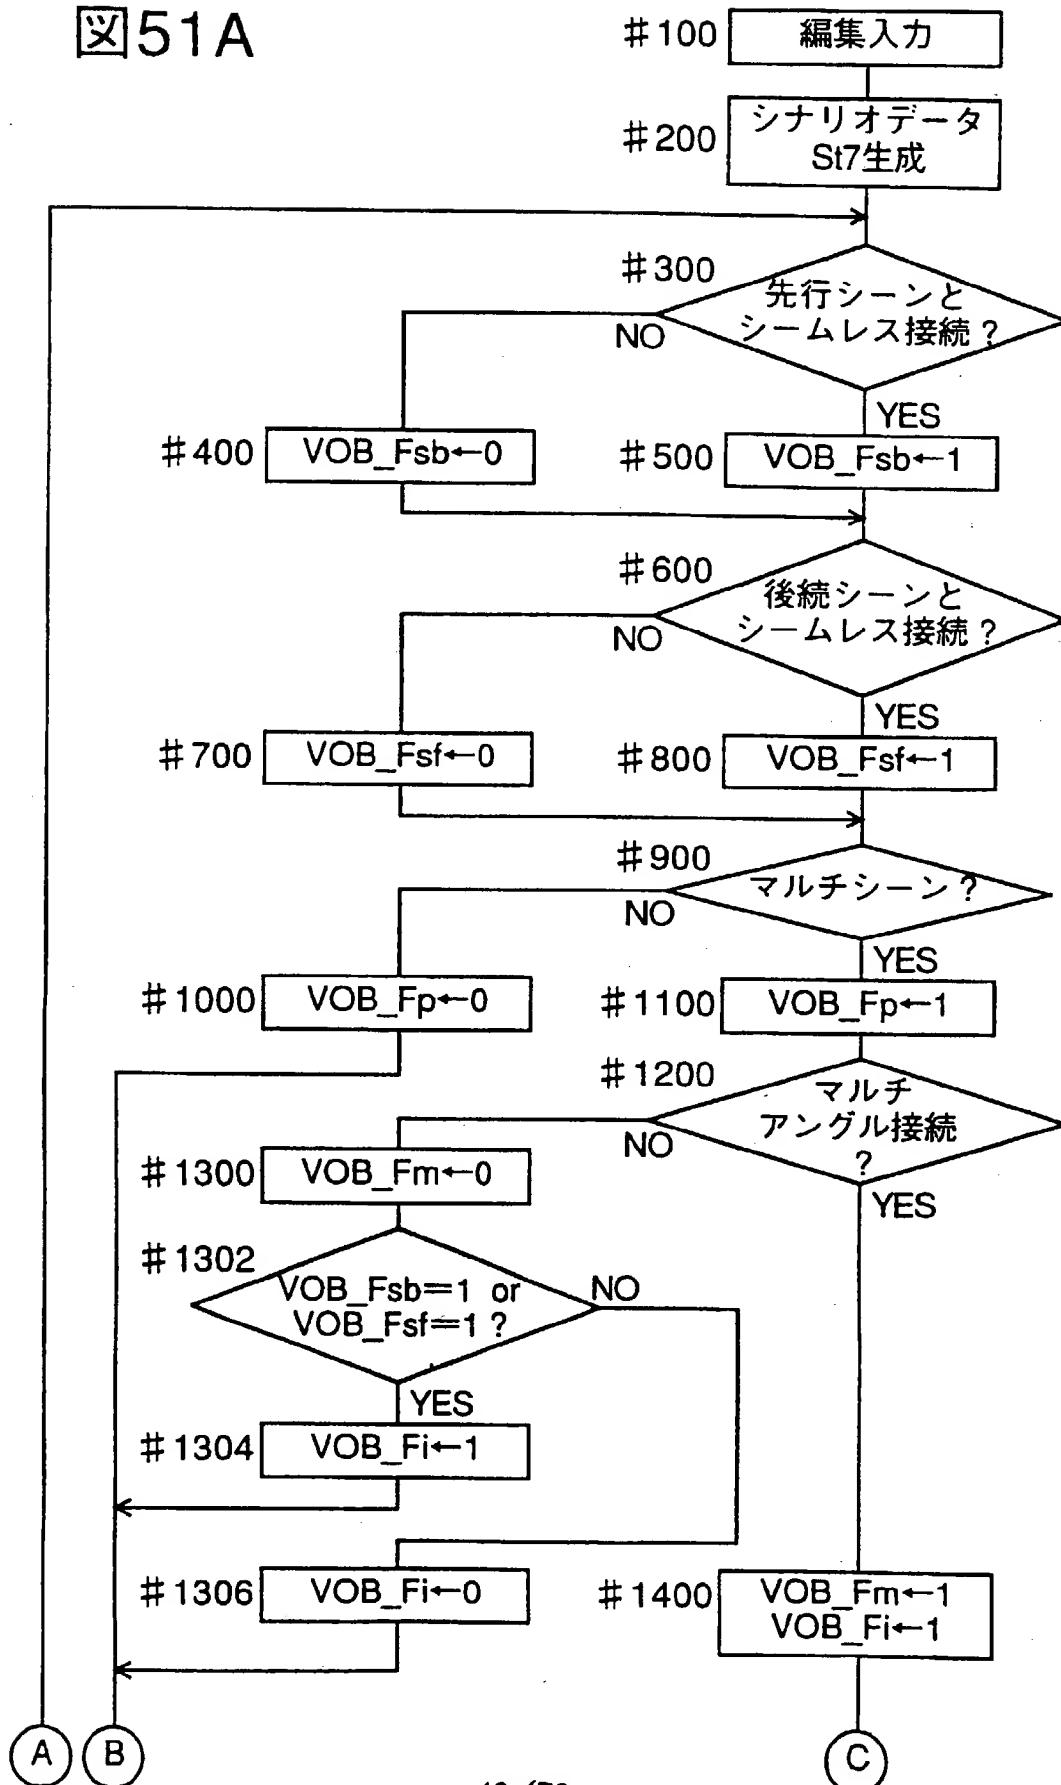 図51A
#100
編集入力
#200
シナリオデータ
St7生成
#300
先行シーンと
シームレス接続?
NO
YES
#400
VOB_Fsb←0
#500
VOB_Fsb←1
#600
後続シーンと
シームレス接続?
NO
YES
#700
VOB_Fsf←0
#800
VOB_Fsf←1
#900
マルチシーン?
NO
YES
#1000
VOB_Fp←0
#1100
VOB_Fp←1
#1200
マルチ
アングル接続
?
NO
YES
#1300
VOB_Fm←0
#1302
VOB_Fsb=1 or
VOB_Fsf=1?
NO
YES
#1304
VOB_Fi←1
#1306
VOB_Fi←0
#1400
VOB_Fm←1
VOB_Fi←1
A
B
C